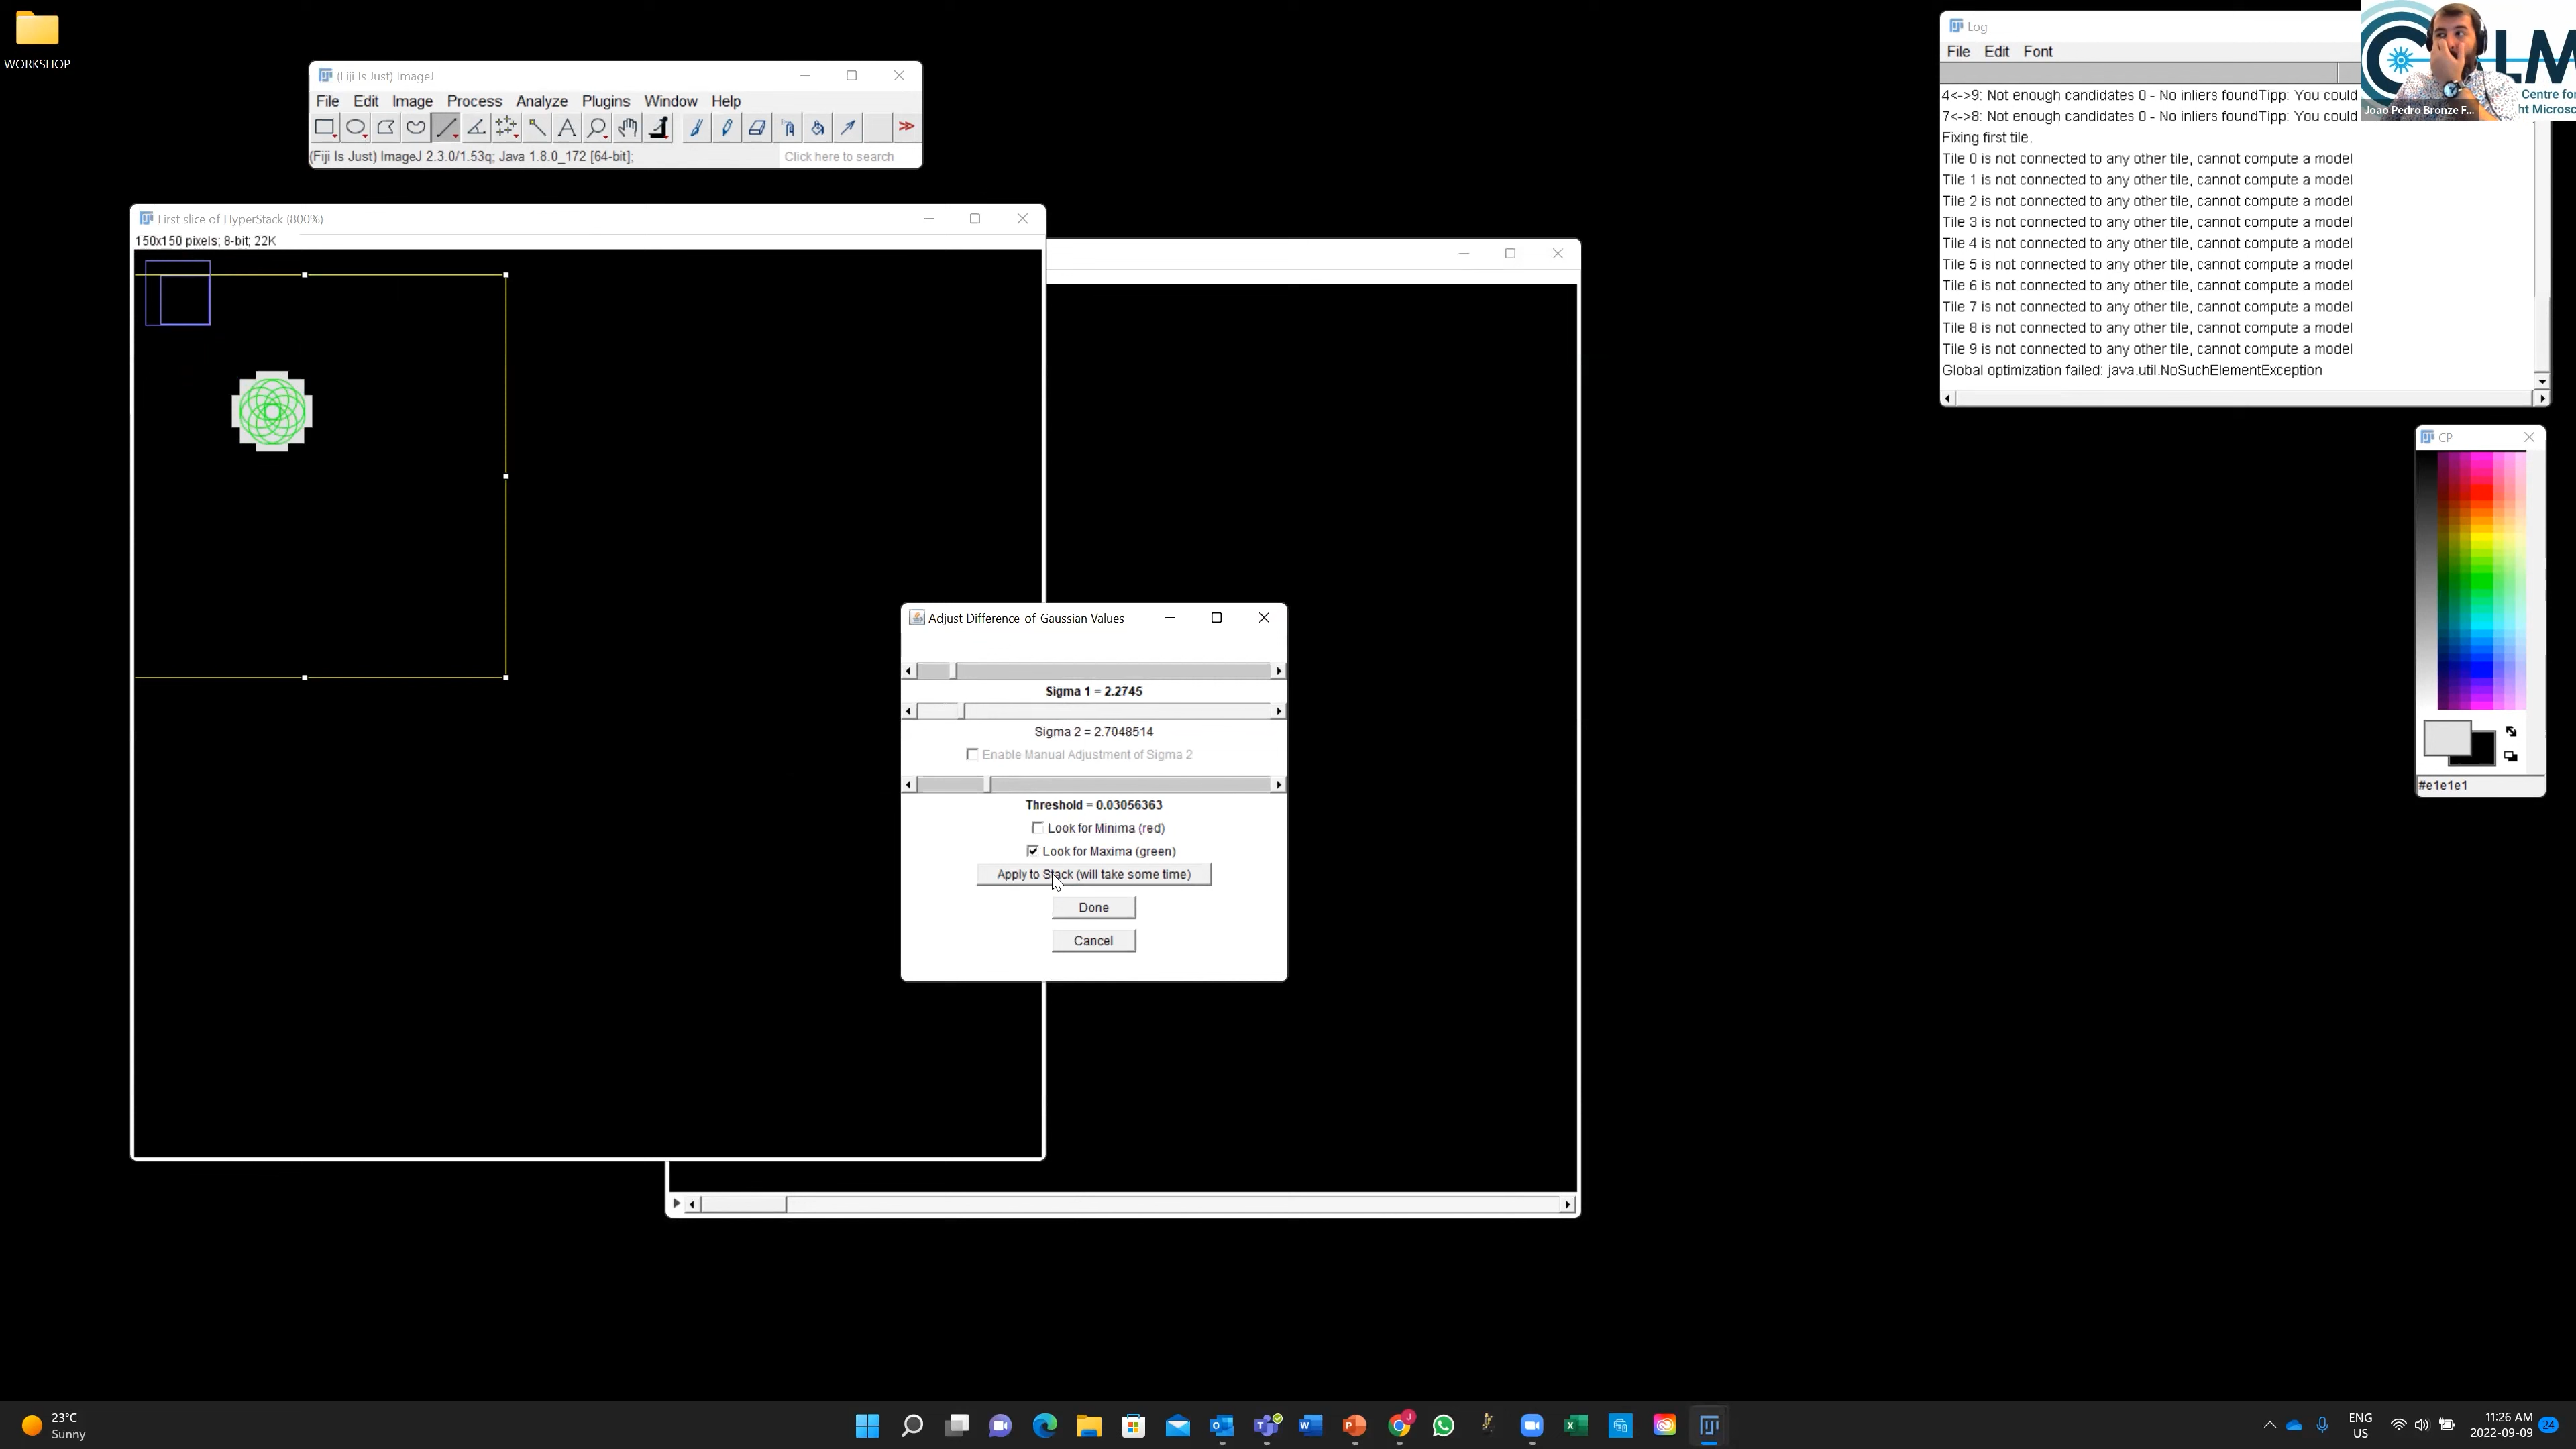 WORKSHOP
(Fiji Is Just) ImageJ
File Edit Image Process Analyze Plugins Window Help
(Fiji Is Just) ImageJ 2.3.0/1.53q; Java 1.8.0_172 [64-bit];
Click here to search
First slice of HyperStack (800%)
150x150 pixels; 8-bit; 22K
Adjust Difference-of-Gaussian Values
Sigma 1 = 2.2745
Sigma 2 = 2.7048514
Enable Manual Adjustment of Sigma 2
Threshold = 0.03056363
Look for Minima (red)
Look for Maxima (green)
Apply to Stack (will take some time)
Done
Cancel
Log
File Edit Font
4<->9: Not enough candidates 0 - No inliers foundTipp: You could
7<->8: Not enough candidates 0 - No inliers foundTipp: You could
Fixing first tile.
Tile 0 is not connected to any other tile, cannot compute a model
Tile 1 is not connected to any other tile, cannot compute a model
Tile 2 is not connected to any other tile, cannot compute a model
Tile 3 is not connected to any other tile, cannot compute a model
Tile 4 is not connected to any other tile, cannot compute a model
Tile 5 is not connected to any other tile, cannot compute a model
Tile 6 is not connected to any other tile, cannot compute a model
Tile 7 is not connected to any other tile, cannot compute a model
Tile 8 is not connected to any other tile, cannot compute a model
Tile 9 is not connected to any other tile, cannot compute a model
Global optimization failed: java.util.NoSuchElementException
LM
Centre for
ht Microsc
Joao Pedro Bronze F...
CP
#e1e1e1
23°C
Sunny
ENG
US
11:26 AM
2022-09-09
24